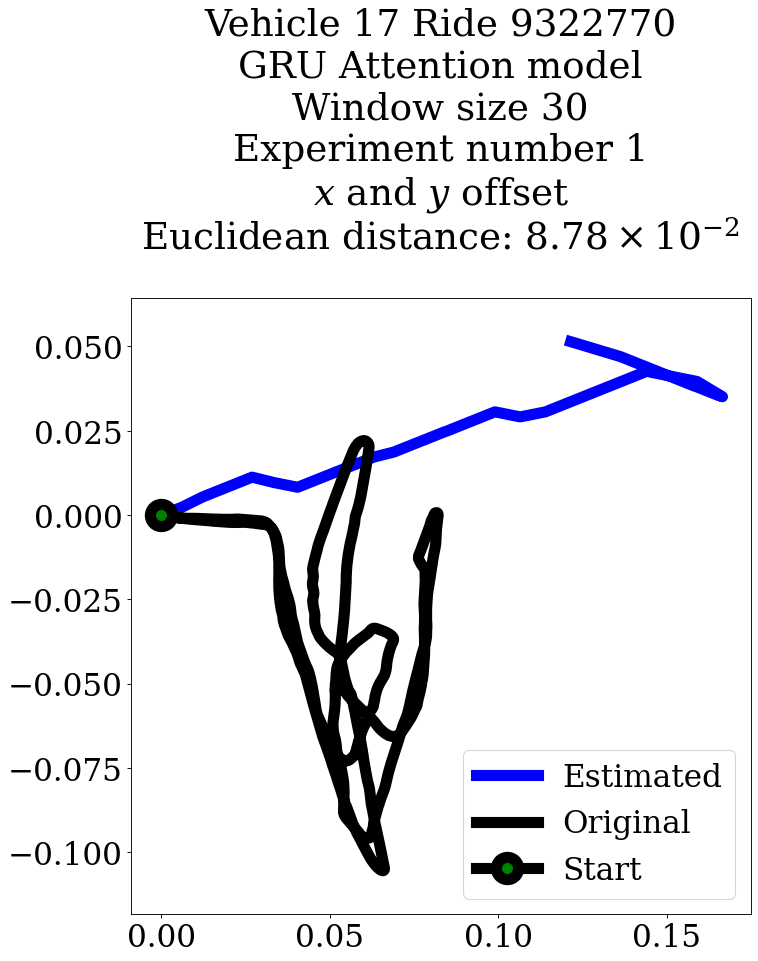 Vehicle 17 Ride 9322770
GRU Attention model
Window size 30
Experiment number 1
x and y offset
Euclidean distance: 8.78 × 10⁻²
0.050
0.025
0.000
−0.025
−0.050
−0.075
−0.100
Estimated
Original
Start
0.00 0.05 0.10 0.15